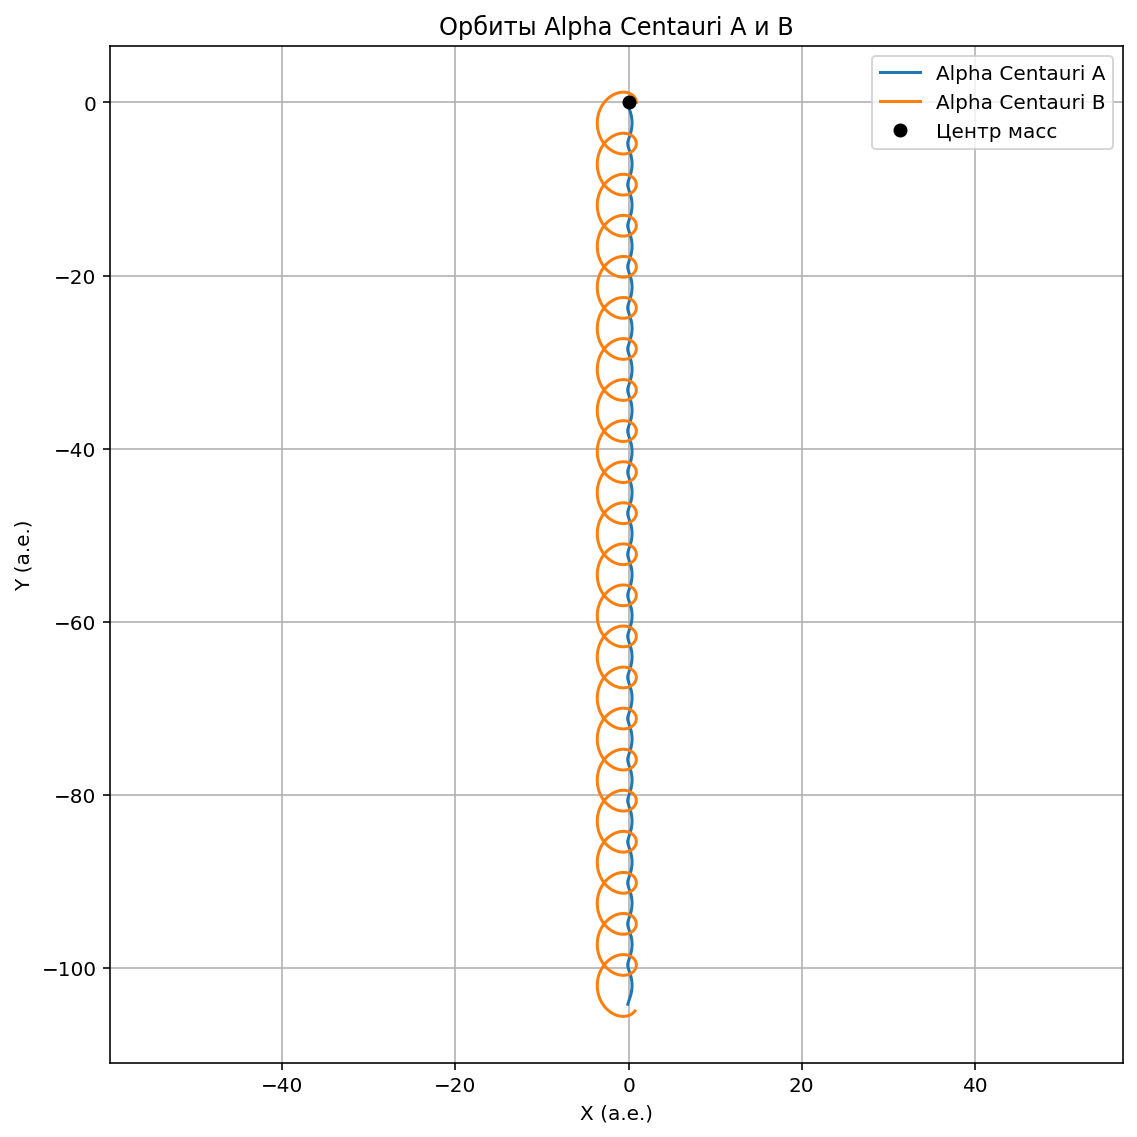 Орбиты Alpha Centauri A и B
Alpha Centauri A
Alpha Centauri B
Центр масс
0
−20
−40
−60
−80
−100
Y (а.е.)
−40 −20 0 20 40
X (а.е.)